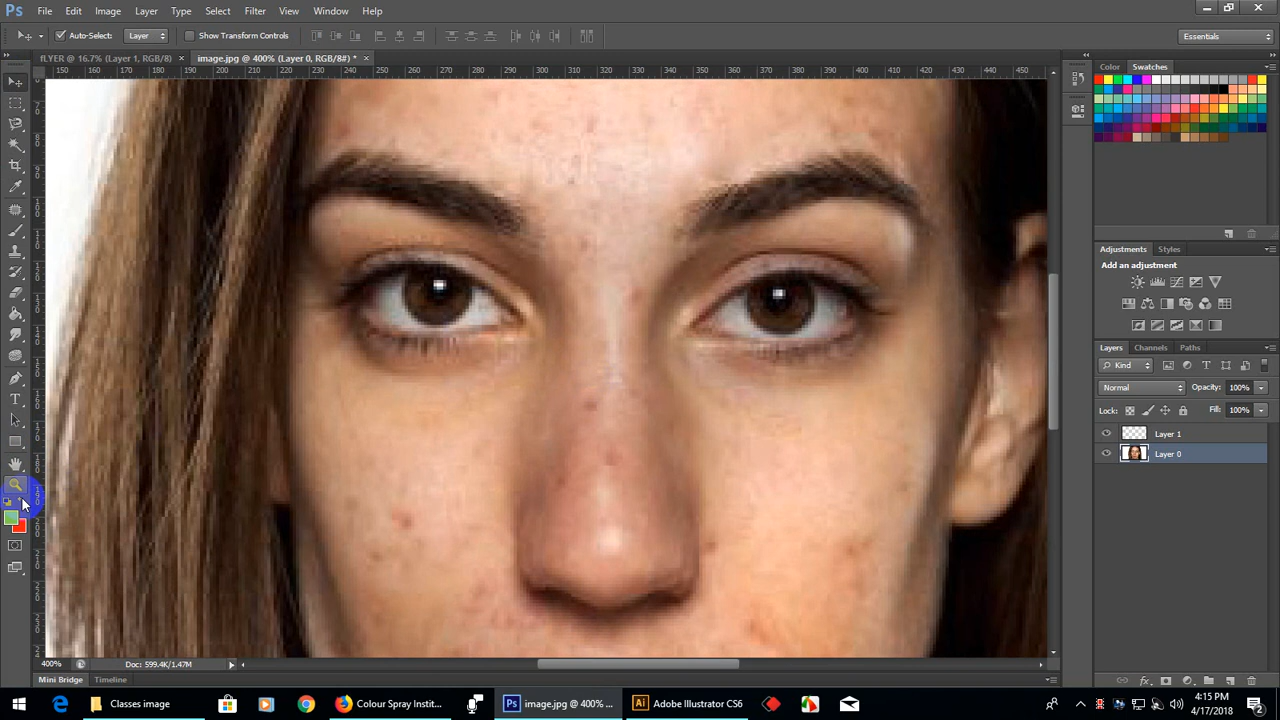 Ps File Edit Image Layer Type Select Filter View Window Help
Auto-Select: Layer Show Transform Controls Essentials
fLYER @ 16.7% (Layer 1, RGB/8) × image.jpg @ 400% (Layer 0, RGB/8#) * ×
150 160 170 180 190 200 210 220 230 240 250 260 270 280 290 300 310 320 330 340 350 360 370 380 390 400 410 420 430 440 450
Color Swatches
Adjustments Styles
Add an adjustment
Layers Channels Paths
Kind
Normal Opacity: 100%
Lock: Fill: 100%
Layer 1
Layer 0
400% Doc: 599.4K/1.47M
Mini Bridge Timeline
Classes image Colour Spray Instit... image.jpg @ 400% ... Adobe Illustrator CS6
4:15 PM
4/17/2018